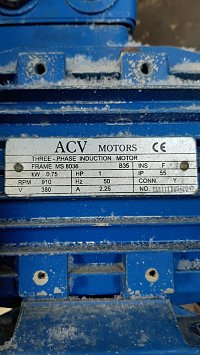 ACV MOTORS CE
THREE-PHASE INDUCTION MOTOR
FRAME MS 8036 B35 INS F
kW 0,75 HP 1 IP 55
RPM 910 Hz 50 CONN. Y
V 380 A 2.25 NO.